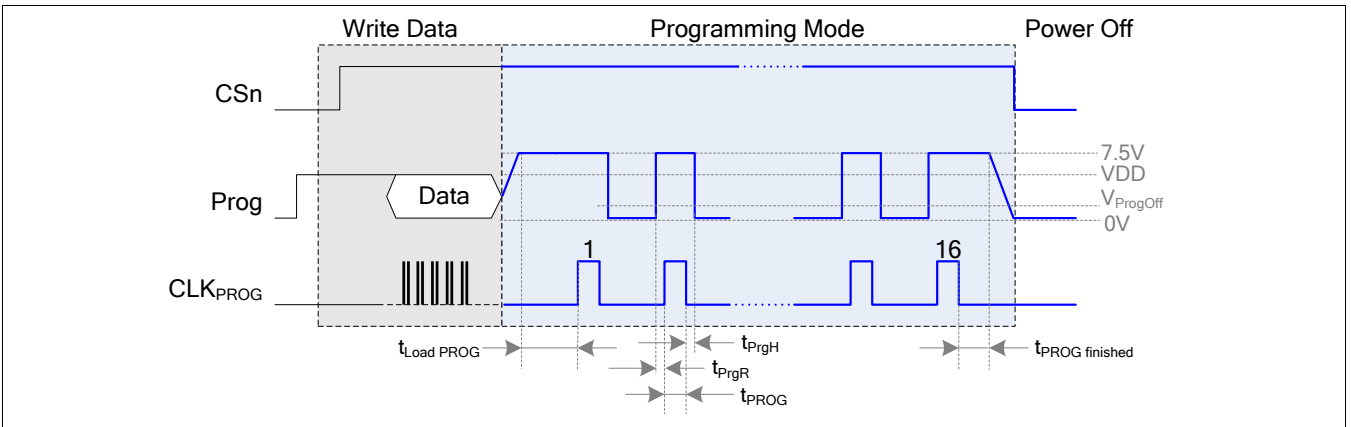 Write Data Programming Mode Power Off
CSn
7.5V
VDD
Prog Data
VProgOff
0V
1 16
CLKPROG
tLoad PROG tPrgH tPROG finished
tPrgR
tPROG